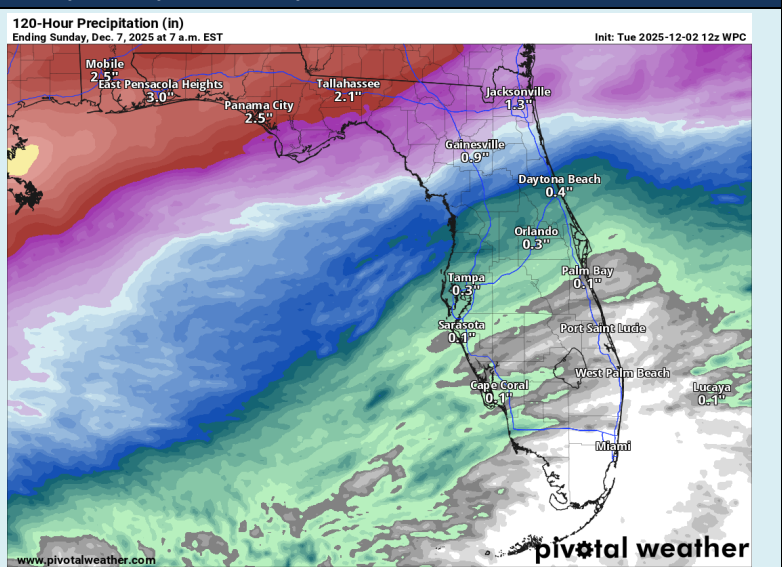 120-Hour Precipitation (in)
Ending Sunday, Dec. 7, 2025 at 7 a.m. EST
Init: Tue 2025-12-02 12z WPC
Mobile
2.5"
East Pensacola Heights
3.0"
Panama City
2.5"
Tallahassee
2.1"
Jacksonville
1.3"
Gainesville
0.9"
Daytona Beach
0.4"
Orlando
0.3"
Tampa
0.3"
Palm Bay
0.1"
Sarasota
0.1"
Port Saint Lucie
West Palm Beach
Cape Coral
0.1"
Lucaya
0.1"
Miami
www.pivotalweather.com
pivotal weather